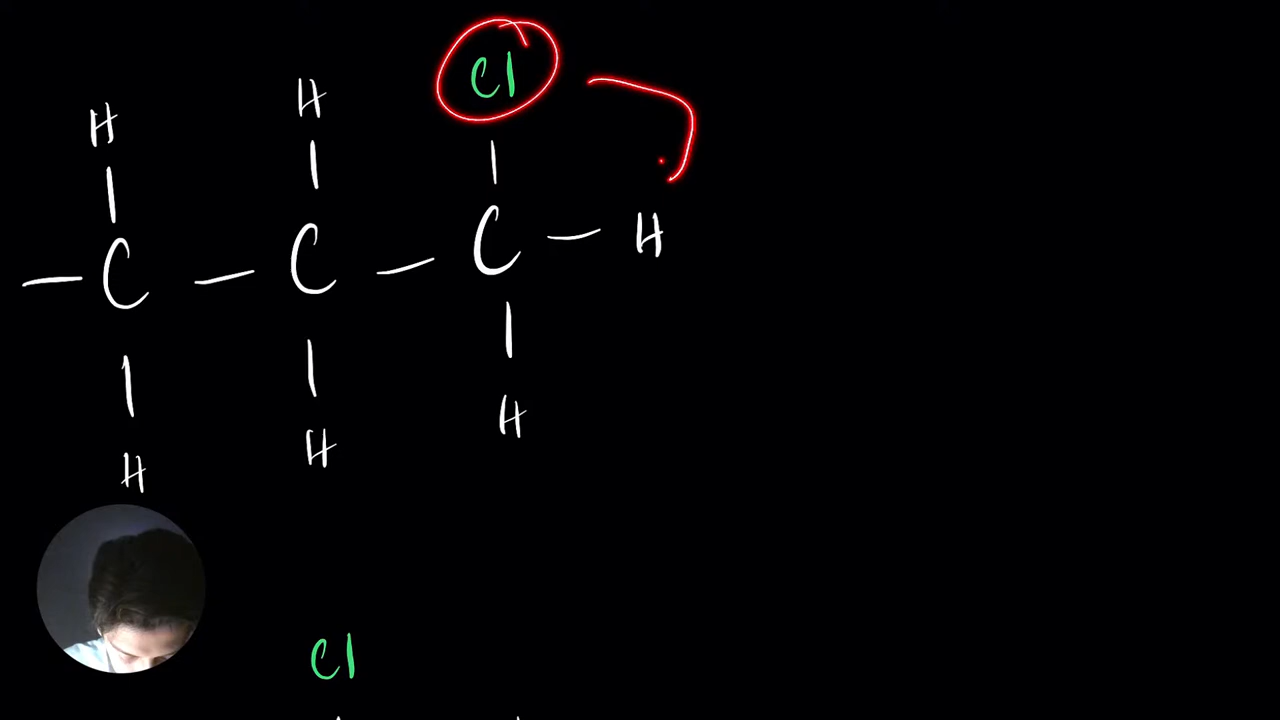 Cl
H H
— C — C — C — H
H H H
Cl